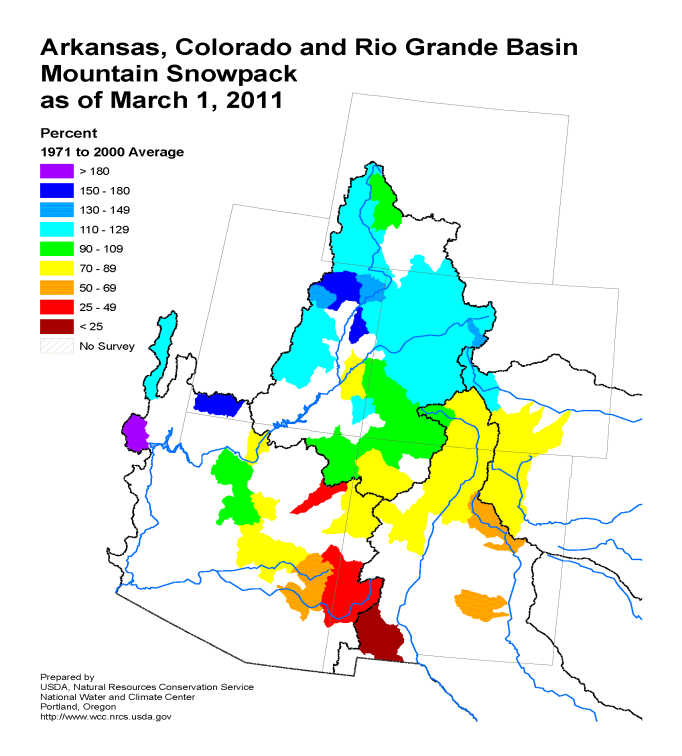 Arkansas, Colorado and Rio Grande Basin
Mountain Snowpack
as of March 1, 2011
Percent
1971 to 2000 Average
> 180
150 - 180
130 - 149
110 - 129
90 - 109
70 - 89
50 - 69
25 - 49
< 25
No Survey
Prepared by
USDA, Natural Resources Conservation Service
National Water and Climate Center
Portland, Oregon
http://www.wcc.nrcs.usda.gov